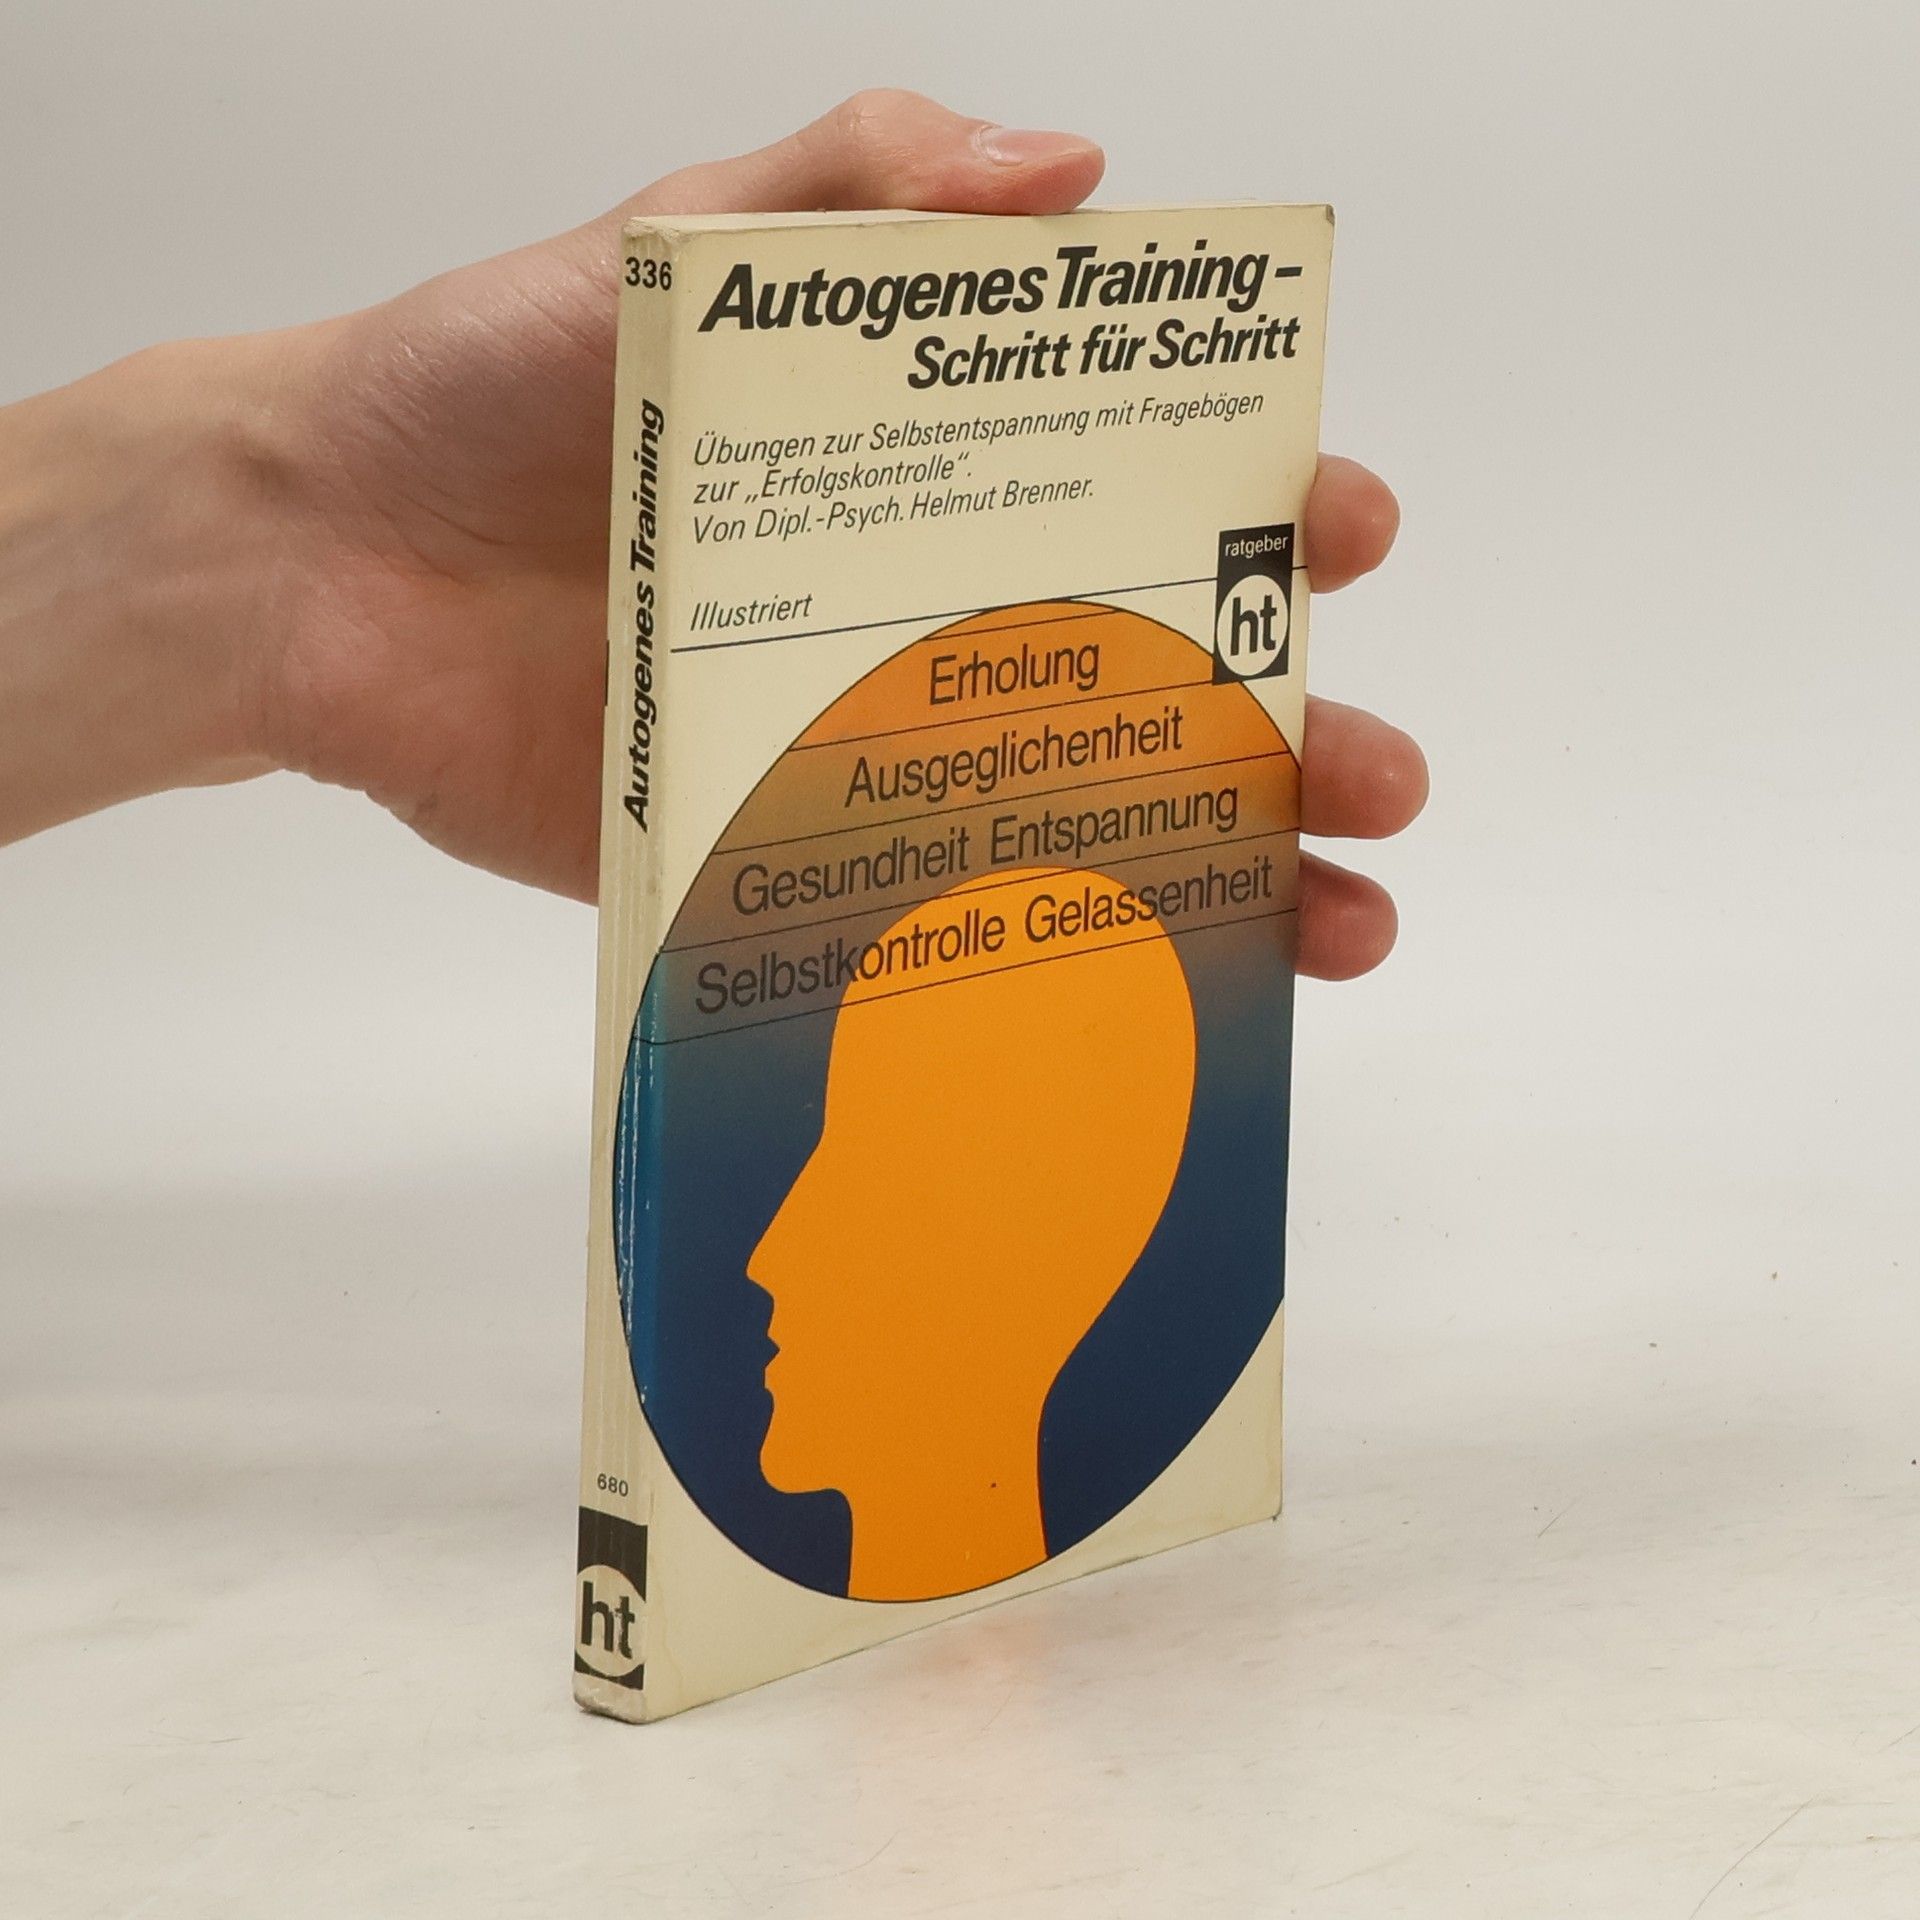 336
Autogenes Training
680
ht
Autogenes Training –
Schritt für Schritt
Übungen zur Selbstentspannung mit Fragebögen
zur „Erfolgskontrolle“.
Von Dipl.-Psych. Helmut Brenner.
Illustriert
ratgeber
ht
Erholung
Ausgeglichenheit
Gesundheit Entspannung
Selbstkontrolle Gelassenheit